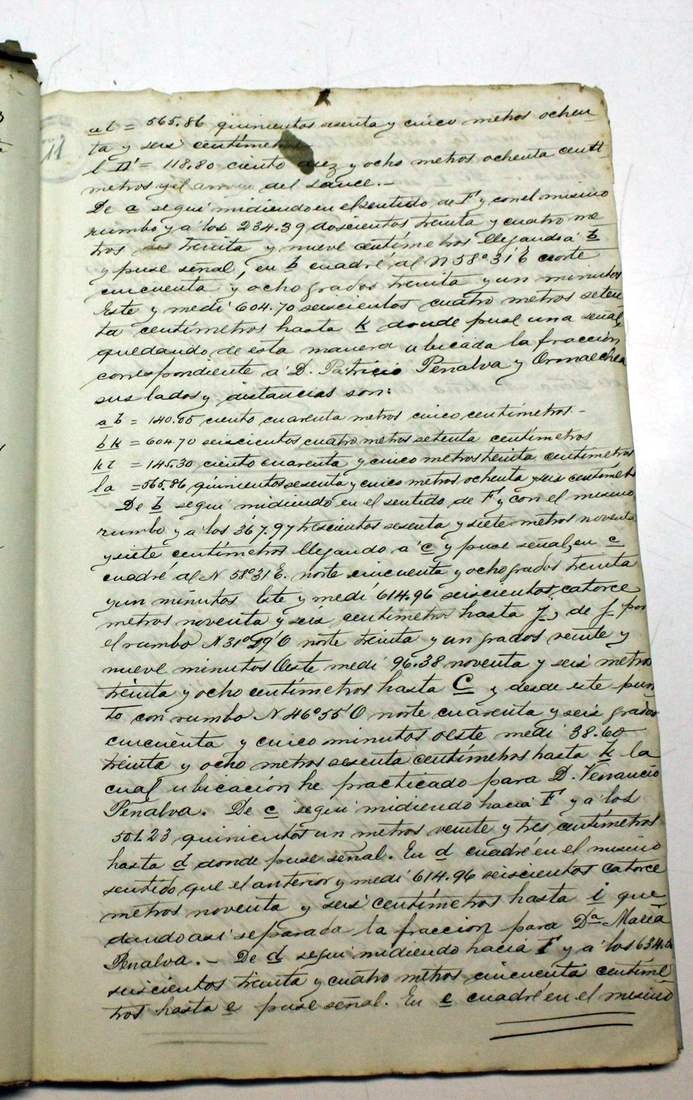 al = 565.86 quinientos sesenta y cinco metros ochen
ta y seis centímetros
l II' = 118.80 ciento diez y ocho metros ochenta centí
metros y el arroyo del Sauce.—
De a seguí midiendo en el sentido de F y con el mismo
rumbo y a los 234.39 doscientos treinta y cuatro me
tros treinta y nueve centímetros llegando á b
y puse señal, en b cuadré al N 58º31'E norte
cincuenta y ocho grados treinta y un minutos
Este y medí 604.70 seiscientos cuatro metros seten
ta centímetros hasta k donde puse una señal,
quedando de esta manera ubicada la fracción
correspondiente á D. Patricio Penalva y Ormaechea
sus lados y distancias son:
ab = 140.05 ciento cuarenta metros cinco centímetros.—
bk = 604.70 seiscientos cuatro metros setenta centímetros
kl = 145.30 ciento cuarenta y cinco metros treinta centímetros
la = 565.86 quinientos sesenta y cinco metros ochenta y seis centímets
De b seguí midiendo en el sentido de F y con el mismo
rumbo y a los 367.97 trescientos sesenta y siete metros noventa
y siete centímetros llegando a c y puse señal, en c
cuadré al N 58º31'E. norte cincuenta y ocho grados treinta
y un minutos Este y medí 614.96 seiscientos catorce
metros noventa y seis centímetros hasta j, de j por
el rumbo N31º29'O norte treinta y un grados veinte y
nueve minutos Oeste medí 96.38 noventa y seis metros
treinta y ocho centímetros hasta C y desde este pun
to con rumbo N 46º55'O norte cuarenta y seis grados
cincuenta y cinco minutos oeste medí 38.60
treinta y ocho metros sesenta centímetros hasta k la
cual ubicación he practicado para D. Venancio
Penalva. De c seguí midiendo hacia F y a los
501.23 quinientos un metros veinte y tres centímetros
hasta d donde puse señal. En d cuadré en el mismo
sentido que el anterior y medí 614.96 seiscientos catorce
metros noventa y seis centímetros hasta i que
dando así separada la fracción para Dª María
Penalva.— De d seguí midiendo hacia F y a los 634.50
seiscientos treinta y cuatro metros cincuenta centíme
tros hasta e puse señal. En e cuadré en el mismo